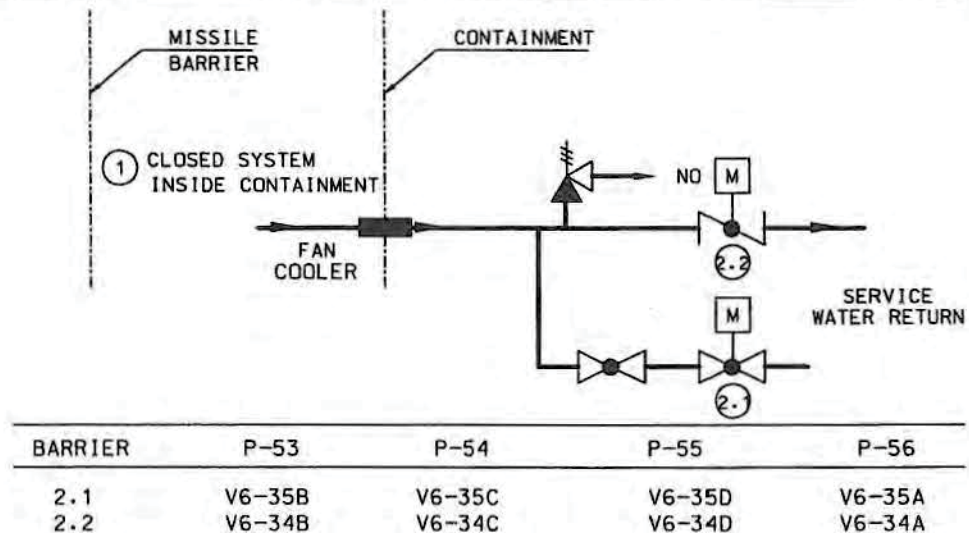 MISSILE
BARRIER
CONTAINMENT
1 CLOSED SYSTEM
INSIDE CONTAINMENT
NO M
FAN
COOLER
2.2
M
SERVICE
WATER RETURN
2.1
BARRIER P-53 P-54 P-55 P-56
2.1 V6-35B V6-35C V6-35D V6-35A
2.2 V6-34B V6-34C V6-34D V6-34A